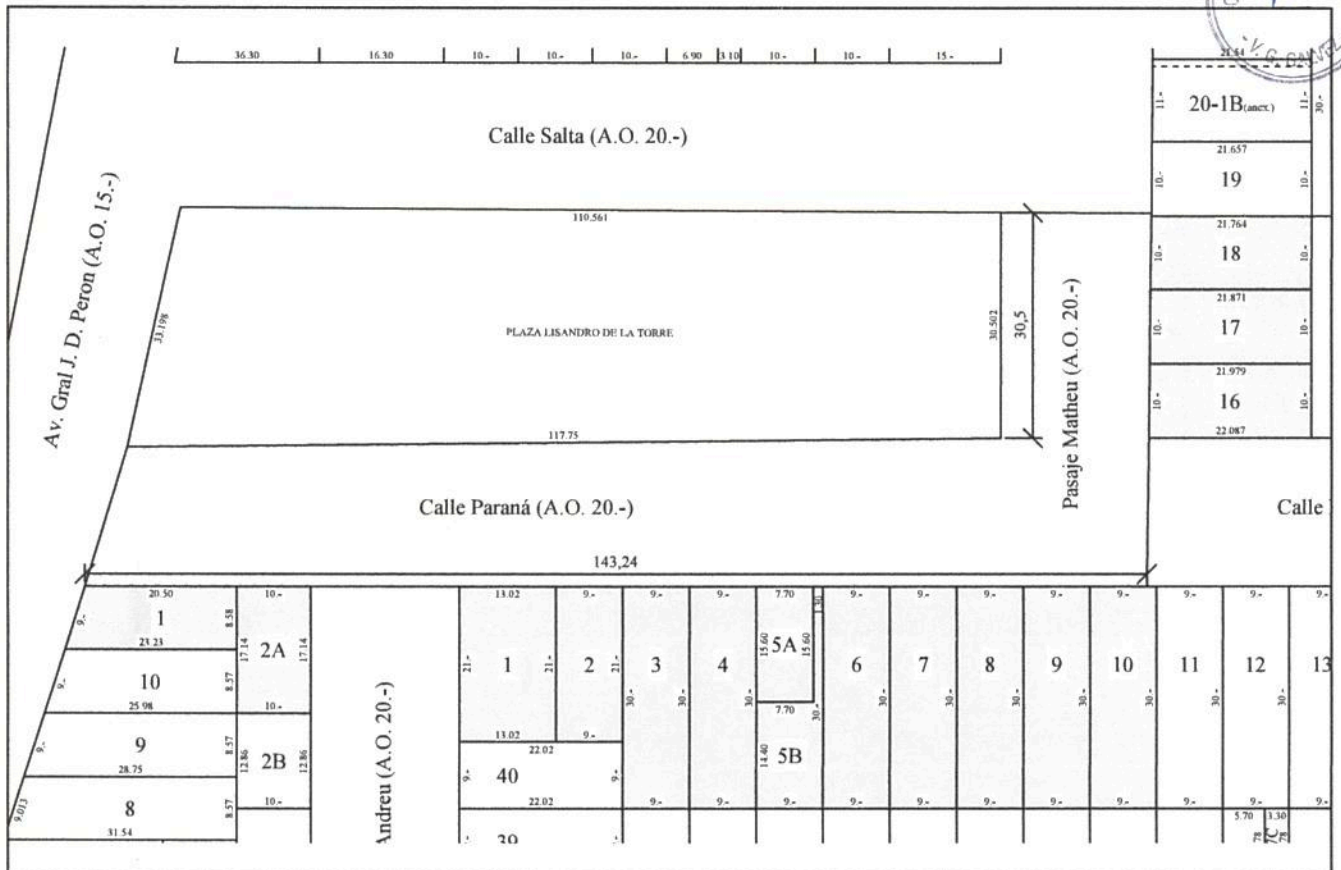 V. G. GALVEZ
36.30 16.30 10.- 10.- 10.- 6.90 3.10 10.- 10.- 15.-
21.54
11.- 20-1B(anex.) 11.- 30.-
Calle Salta (A.O. 20.-)
21.657
10.- 19 10.-
Av. Gral J. D. Peron (A.O. 15.-)
110.561
21.764
10.- 18 10.-
33.198
PLAZA LISANDRO DE LA TORRE
30.502
30,5
Pasaje Matheu (A.O. 20.-)
21.871
10.- 17 10.-
21.979
10.- 16 10.-
22.087
117.75
Calle Paraná (A.O. 20.-)
Calle
143,24
20.50 10.- 13.02 9.- 9.- 9.- 7.70 .30 9.- 9.- 9.- 9.- 9.- 9.- 9.- 9.-
9.- 1 8.58
23.23
17.14 2A 17.14
9.- 10 8.57
25.98 10.-
9.- 9 8.57
28.75
12.86 2B 12.86
10.-
9.013 8 8.57
31.54
Andreu (A.O. 20.-)
21.- 1 21.- 2 21.- 3 4 15.60 5A 15.60 6 7 8 9 10 11 12 13
30.- 30.- 30.- 30.- 30.- 30.- 30.- 30.- 30.- 30.-
7.70
13.02 9.-
22.02
14.40 5B
9.- 40 9.-
22.02 9.- 9.- 9.- 9.- 9.- 9.- 9.- 9.- 9.- 9.- 9.-
39
5.70 3.30
78 7C 78